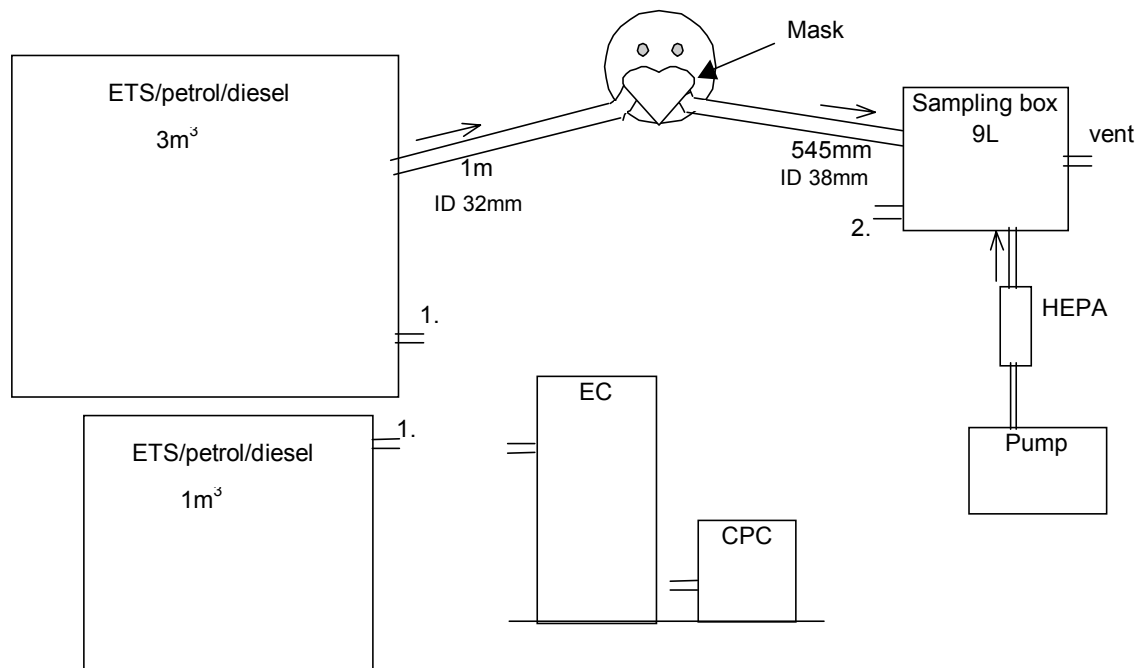 Mask
ETS/petrol/diesel
3m³
1m
ID 32mm
545mm
ID 38mm
Sampling box
9L
vent
2.
1.
HEPA
EC
ETS/petrol/diesel
1m³
1.
CPC
Pump